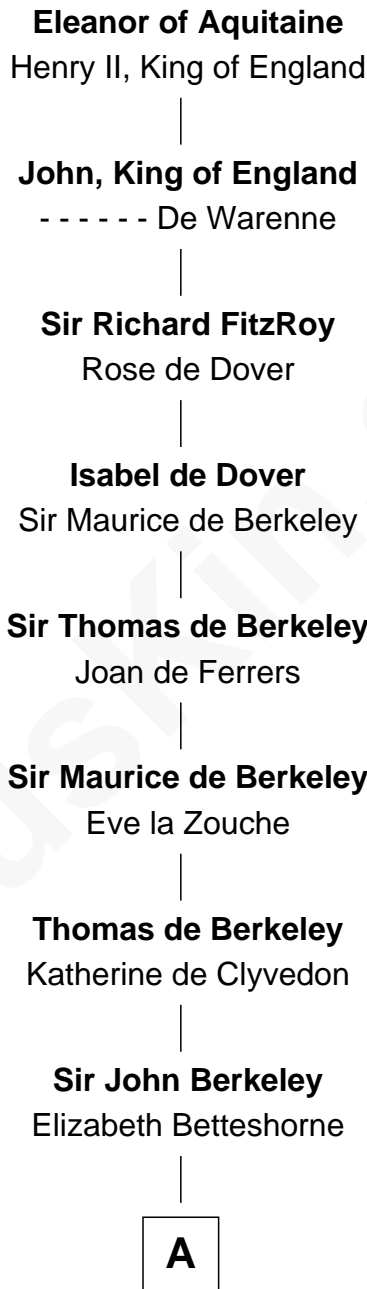 Eleanor of Aquitaine
Henry II, King of England
John, King of England
- - - - - - De Warenne
Sir Richard FitzRoy
Rose de Dover
Isabel de Dover
Sir Maurice de Berkeley
Sir Thomas de Berkeley
Joan de Ferrers
Sir Maurice de Berkeley
Eve la Zouche
Thomas de Berkeley
Katherine de Clyvedon
Sir John Berkeley
Elizabeth Betteshorne
A